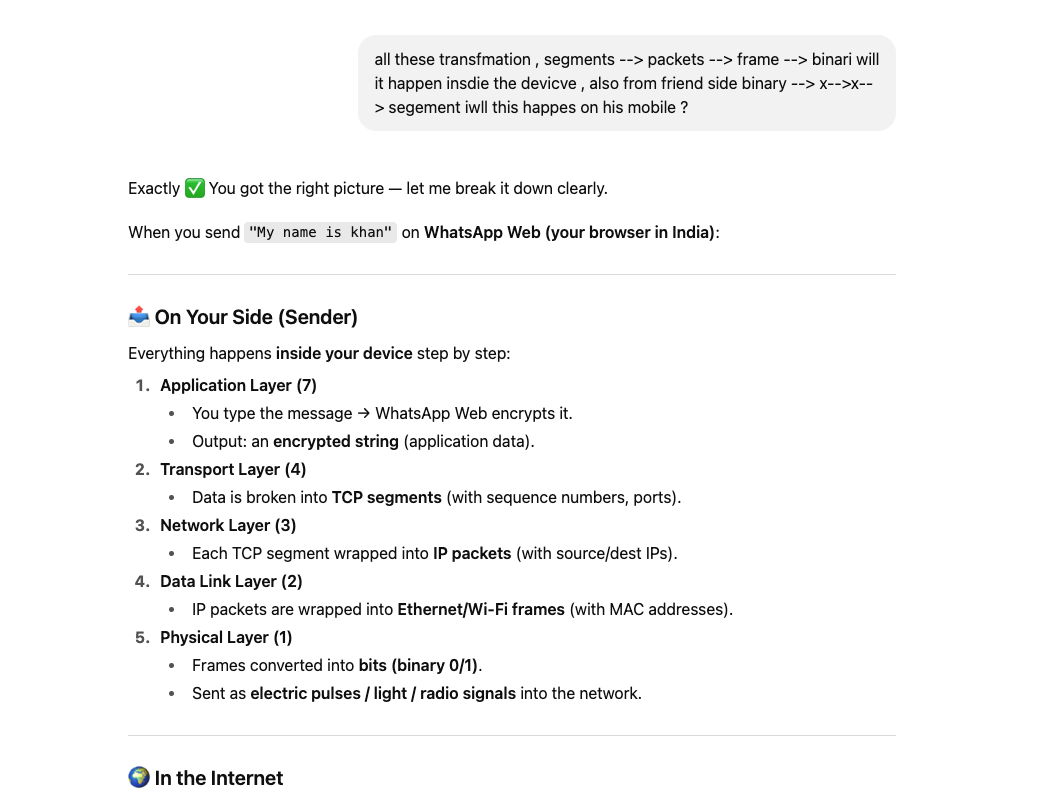 all these transfmation , segments --> packets --> frame --> binari will
it happen insdie the devicve , also from friend side binary --> x-->x--
> segement iwll this happes on his mobile ?
Exactly ✅ You got the right picture — let me break it down clearly.
When you send "My name is khan" on WhatsApp Web (your browser in India):
📤 On Your Side (Sender)
Everything happens inside your device step by step:
1. Application Layer (7)
• You type the message → WhatsApp Web encrypts it.
• Output: an encrypted string (application data).
2. Transport Layer (4)
• Data is broken into TCP segments (with sequence numbers, ports).
3. Network Layer (3)
• Each TCP segment wrapped into IP packets (with source/dest IPs).
4. Data Link Layer (2)
• IP packets are wrapped into Ethernet/Wi-Fi frames (with MAC addresses).
5. Physical Layer (1)
• Frames converted into bits (binary 0/1).
• Sent as electric pulses / light / radio signals into the network.
🌍 In the Internet